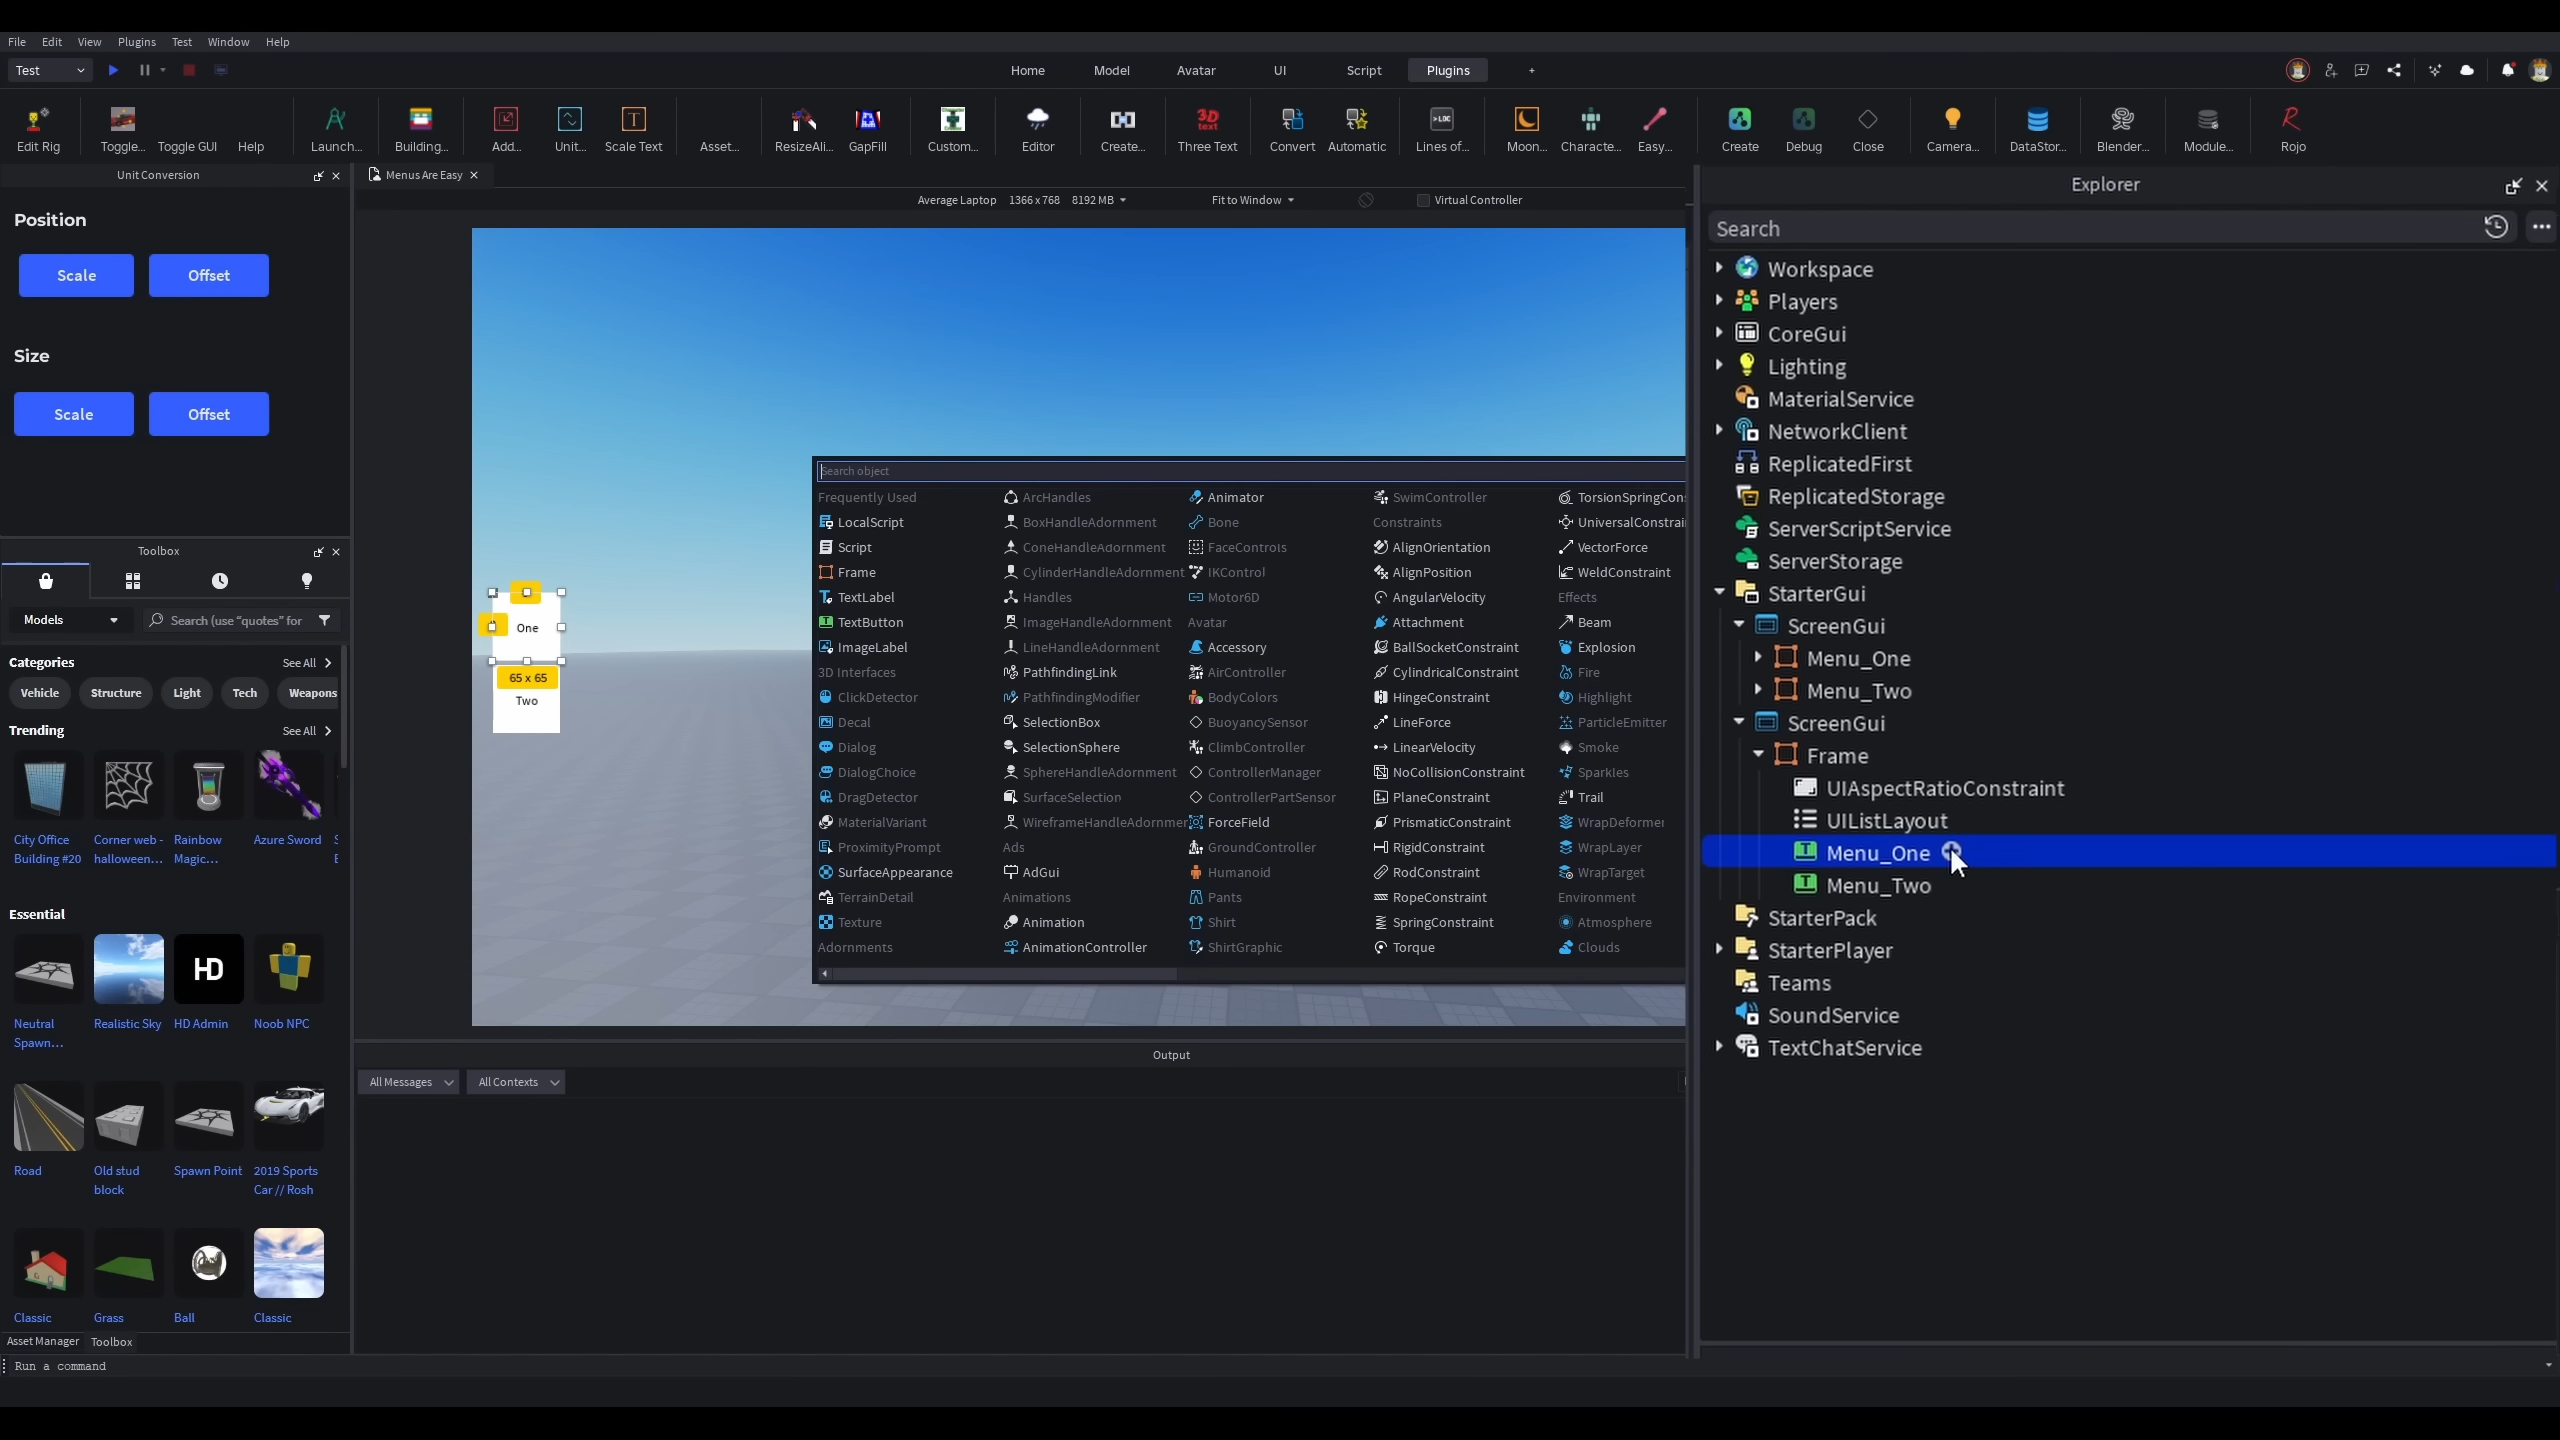 File Edit View Plugins Test Window Help
Test
Home Model Avatar UI Script Plugins +
Edit Rig Toggle... Toggle GUI Help Launch... Building... Add... Unit... Scale Text Asset... ResizeAli... GapFill Custom... Editor Create... Three Text Convert Automatic Lines of... Moon... Characte... Easy... Create Debug Close Camera... DataStor... Blender... Module... Rojo
Unit Conversion
Position
Scale Offset
Size
Scale Offset
Toolbox
Models
Search (use “quotes” for
Categories See All
Vehicle Structure Light Tech Weapons
Trending See All
City Office Building #20
Corner web - halloween...
Rainbow Magic...
Azure Sword
Essential See All
HD
Neutral Spawn...
Realistic Sky
HD Admin
Noob NPC
Road
Old stud block
Spawn Point
2019 Sports Car // Rosh
Classic Grass Ball Classic
Asset Manager Toolbox
Run a command
Menus Are Easy
Average Laptop 1366 x 768 8192 MB Fit to Window Virtual Controller
One
65 x 65
Two
Search object
Frequently Used
LocalScript
Script
Frame
TextLabel
TextButton
ImageLabel
3D Interfaces
ClickDetector
Decal
Dialog
DialogChoice
DragDetector
MaterialVariant
ProximityPrompt
SurfaceAppearance
TerrainDetail
Texture
Adornments
ArcHandles
BoxHandleAdornment
ConeHandleAdornment
CylinderHandleAdornment
Handles
ImageHandleAdornment
LineHandleAdornment
PathfindingLink
PathfindingModifier
SelectionBox
SelectionSphere
SphereHandleAdornment
SurfaceSelection
WireframeHandleAdornmer
Ads
AdGui
Animations
Animation
AnimationController
Animator
Bone
FaceControls
IKControl
Motor6D
Avatar
Accessory
AirController
BodyColors
BuoyancySensor
ClimbController
ControllerManager
ControllerPartSensor
ForceField
GroundController
Humanoid
Pants
Shirt
ShirtGraphic
SwimController
Constraints
AlignOrientation
AlignPosition
AngularVelocity
Attachment
BallSocketConstraint
CylindricalConstraint
HingeConstraint
LineForce
LinearVelocity
NoCollisionConstraint
PlaneConstraint
PrismaticConstraint
RigidConstraint
RodConstraint
RopeConstraint
SpringConstraint
Torque
TorsionSpringCons
UniversalConstrai
VectorForce
WeldConstraint
Effects
Beam
Explosion
Fire
Highlight
ParticleEmitter
Smoke
Sparkles
Trail
WrapDeformer
WrapLayer
WrapTarget
Environment
Atmosphere
Clouds
Output
All Messages All Contexts
Explorer
Search
Workspace
Players
CoreGui
Lighting
MaterialService
NetworkClient
ReplicatedFirst
ReplicatedStorage
ServerScriptService
ServerStorage
StarterGui
ScreenGui
Menu_One
Menu_Two
ScreenGui
Frame
UIAspectRatioConstraint
UIListLayout
Menu_One
Menu_Two
StarterPack
StarterPlayer
Teams
SoundService
TextChatService